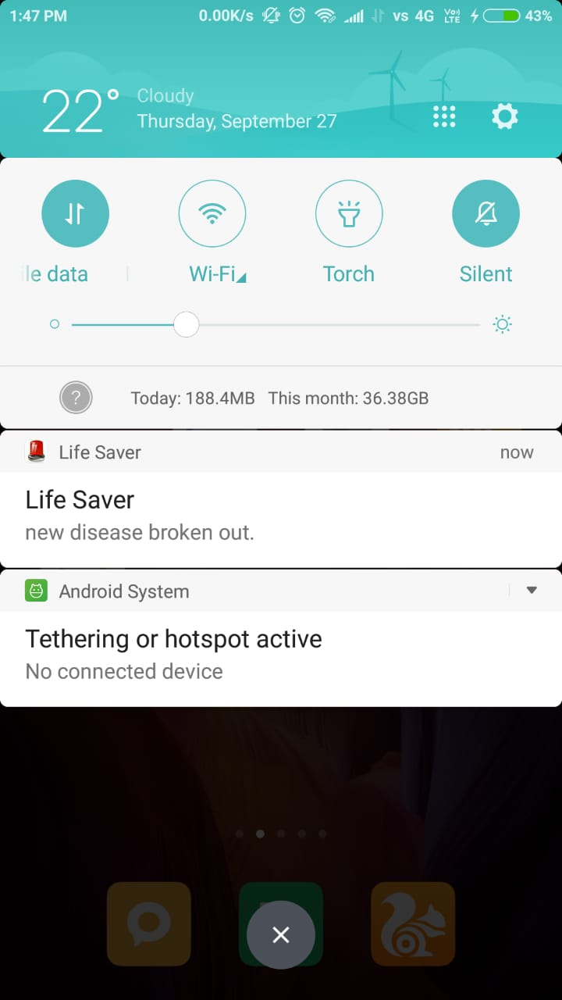 1:47 PM 0.00K/s vs 4G Vo)) LTE 43%
22° Cloudy
Thursday, September 27
le data Wi-Fi Torch Silent
? Today: 188.4MB This month: 36.38GB
Life Saver now
Life Saver
new disease broken out.
Android System
Tethering or hotspot active
No connected device